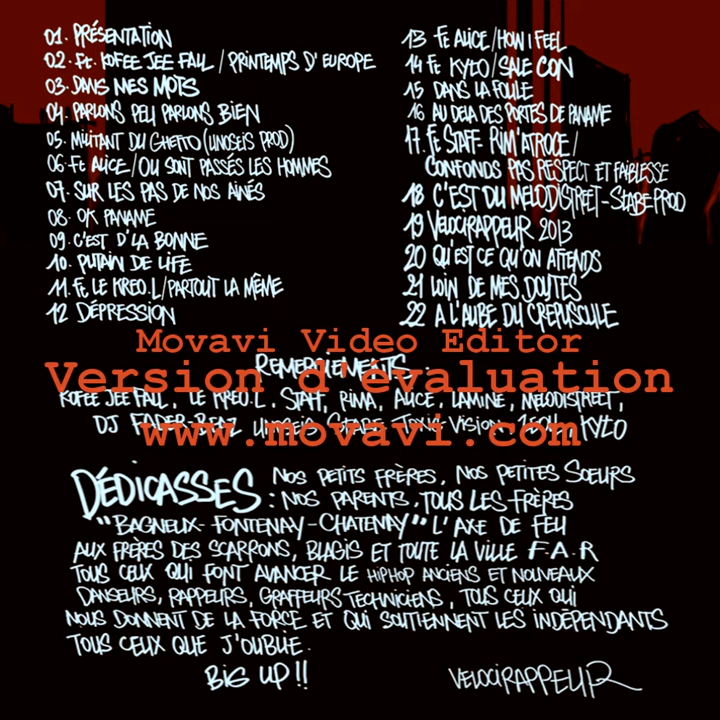 01. PRÉSENTATION
02. Ft. KOFEE JEE FALL / PRINTEMPS D'EUROPE
03. DANS MES MOTS
04. PARLONS PEU PARLONS BIEN
05. MILITANT DU GHETTO (UNOSEIS PROD)
06. Ft ALICE / OU SONT PASSÉS LES HOMMES
07. SUR LES PAS DE NOS AINÉS
08. OK PANAME
09. C'EST D'LA BONNE
10. PUTAIN DE LIFE
11. Ft LE KREO.L / PARTOUT LA MÊME
12 DÉPRESSION
13 Ft ALICE / HOW I FEEL
14 Ft KYTO / SALE CON
15 DANS LA FOULE
16 AU DELA DES PORTES DE PANAME
17. Ft STAFF- RIM'ATROCE /
CONFONDS PAS RESPECT ET FAIBLESSE
18 C'EST DU MELODISTREET - STABE PROD
19 VELOCIRAPPEUR 2013
20 QU'EST CE QU'ON ATTENDS
21 LOIN DE MES DOUTES
22 A L'AUBE DU CREPUSCULE
Movavi Video Editor
REMERCIEMENTS :
Version d'évaluation
KOFEE JEE FALL, LE KREO.L, STAFF, RIMA, ALICE, LAMINE, MELODISTREET,
DJ FADER-BEAZ UNOSEIS STABE TOXIC VISION KYTO
www.movavi.com
DÉDICASSES : NOS PETITS FRÈRES, NOS PETITES SOEURS
NOS PARENTS, TOUS LES FRÈRES
"BAGNEUX - FONTENAY - CHATENAY" L'AXE DE FEU
AUX FRÈRES DES SCARRONS, BLAGIS ET TOUTE LA VILLE F.A.R
TOUS CEUX QUI FONT AVANCER LE HIPHOP ANCIENS ET NOUVEAUX
DANSEURS, RAPPEURS, GRAFFEURS TECHNICIENS, TOUS CEUX QUI
NOUS DONNENT DE LA FORCE ET QUI SOUTIENNENT LES INDÉPENDANTS
TOUS CEUX QUE J'OUBLIE.
BIG UP !!
VELOCIRAPPEUR